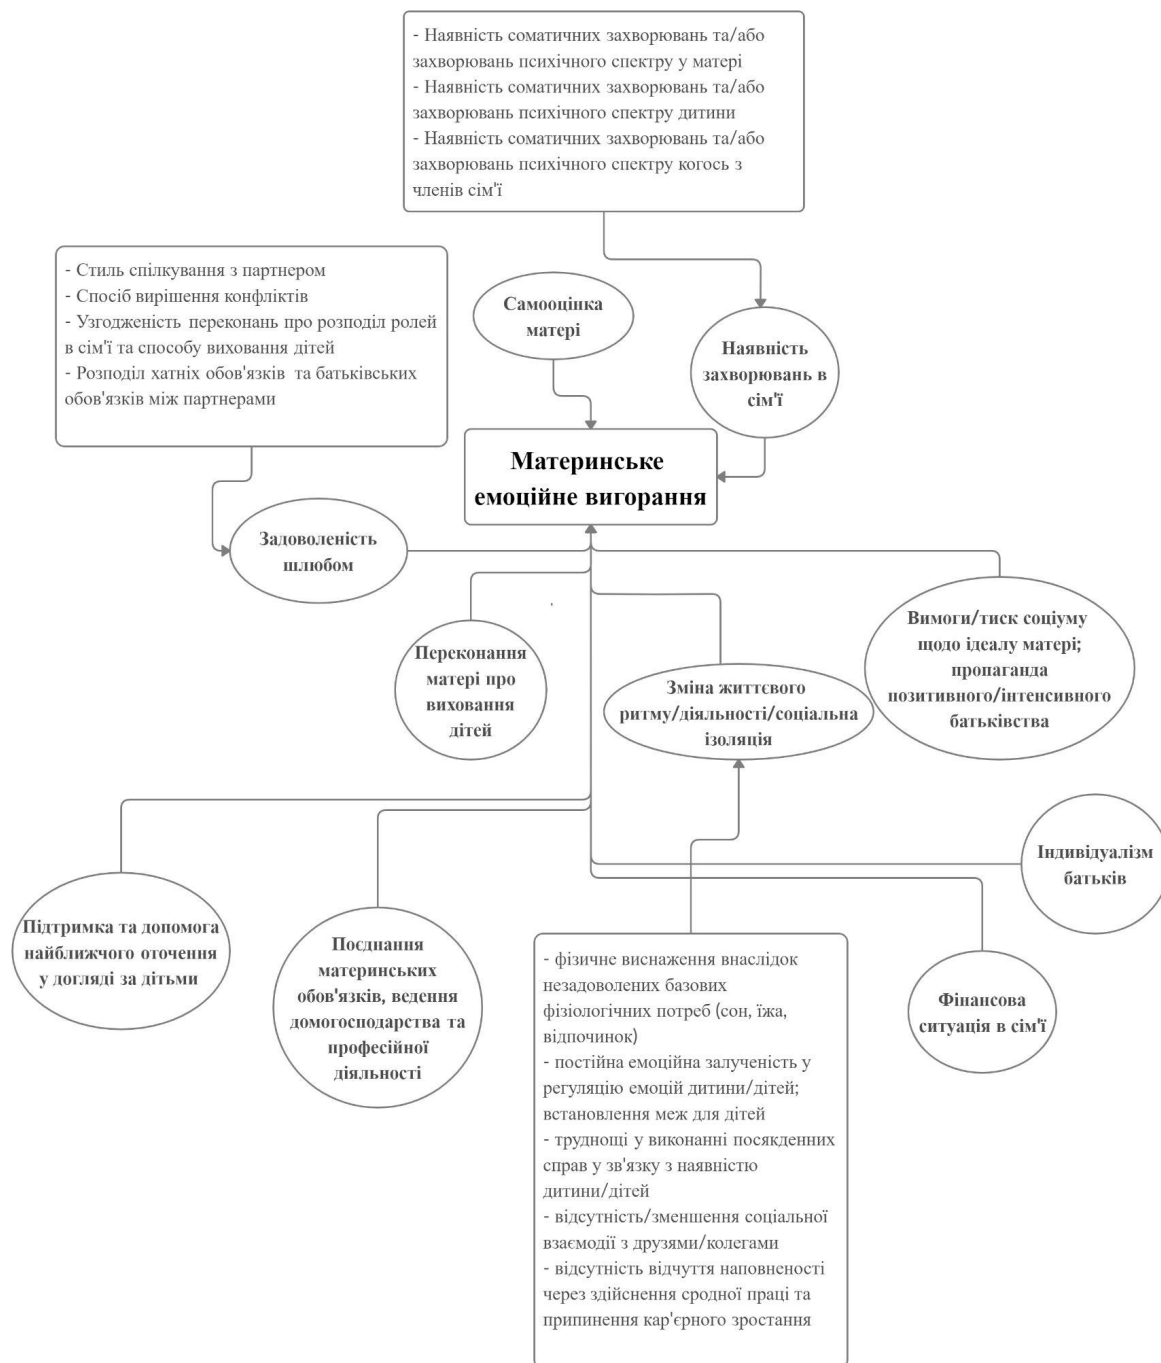 - Наявність соматичних захворювань та/або
захворювань психічного спектру у матері
- Наявність соматичних захворювань та/або
захворювань психічного спектру дитини
- Наявність соматичних захворювань та/або
захворювань психічного спектру когось з
членів сім'ї
- Стиль спілкування з партнером
- Спосіб вирішення конфліктів
- Узгодженість переконань про розподіл ролей
в сім'ї та способу виховання дітей
- Розподіл хатніх обов'язків та батьківських
обов'язків між партнерами
Самооцінка
матері
Наявність
захворювань в
сім'ї
Материнське
емоційне вигорання
Задоволеність
шлюбом
Переконання
матері про
виховання
дітей
Зміна життєвого
ритму/діяльності/соціальна
ізоляція
Вимоги/тиск соціуму
щодо ідеалу матері;
пропаганда
позитивного/інтенсивного
батьківства
Індивідуалізм
батьків
Підтримка та допомога
найближчого оточення
у догляді за дітьми
Поєднання
материнських
обов'язків, ведення
домогосподарства та
професійної
діяльності
- фізичне виснаження внаслідок
незадоволених базових
фізіологічних потреб (сон, їжа,
відпочинок)
- постійна емоційна залученість у
регуляцію емоцій дитини/дітей;
встановлення меж для дітей
- труднощі у виконанні посякденних
справ у зв'язку з наявністю
дитини/дітей
- відсутність/зменшення соціальної
взаємодії з друзями/колегами
- відсутність відчуття наповненості
через здійснення сродної праці та
припинення кар'єрного зростання
Фінансова
ситуація в сім'ї